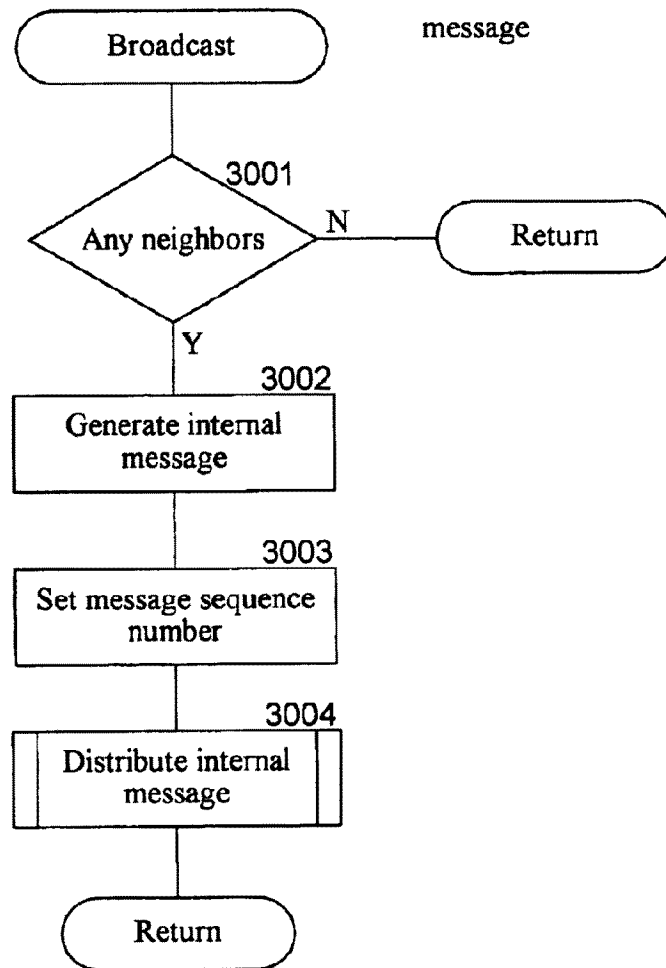 Broadcast
message
3001
Any neighbors
N
Return
Y
3002
Generate internal
message
3003
Set message sequence
number
3004
Distribute internal
message
Return